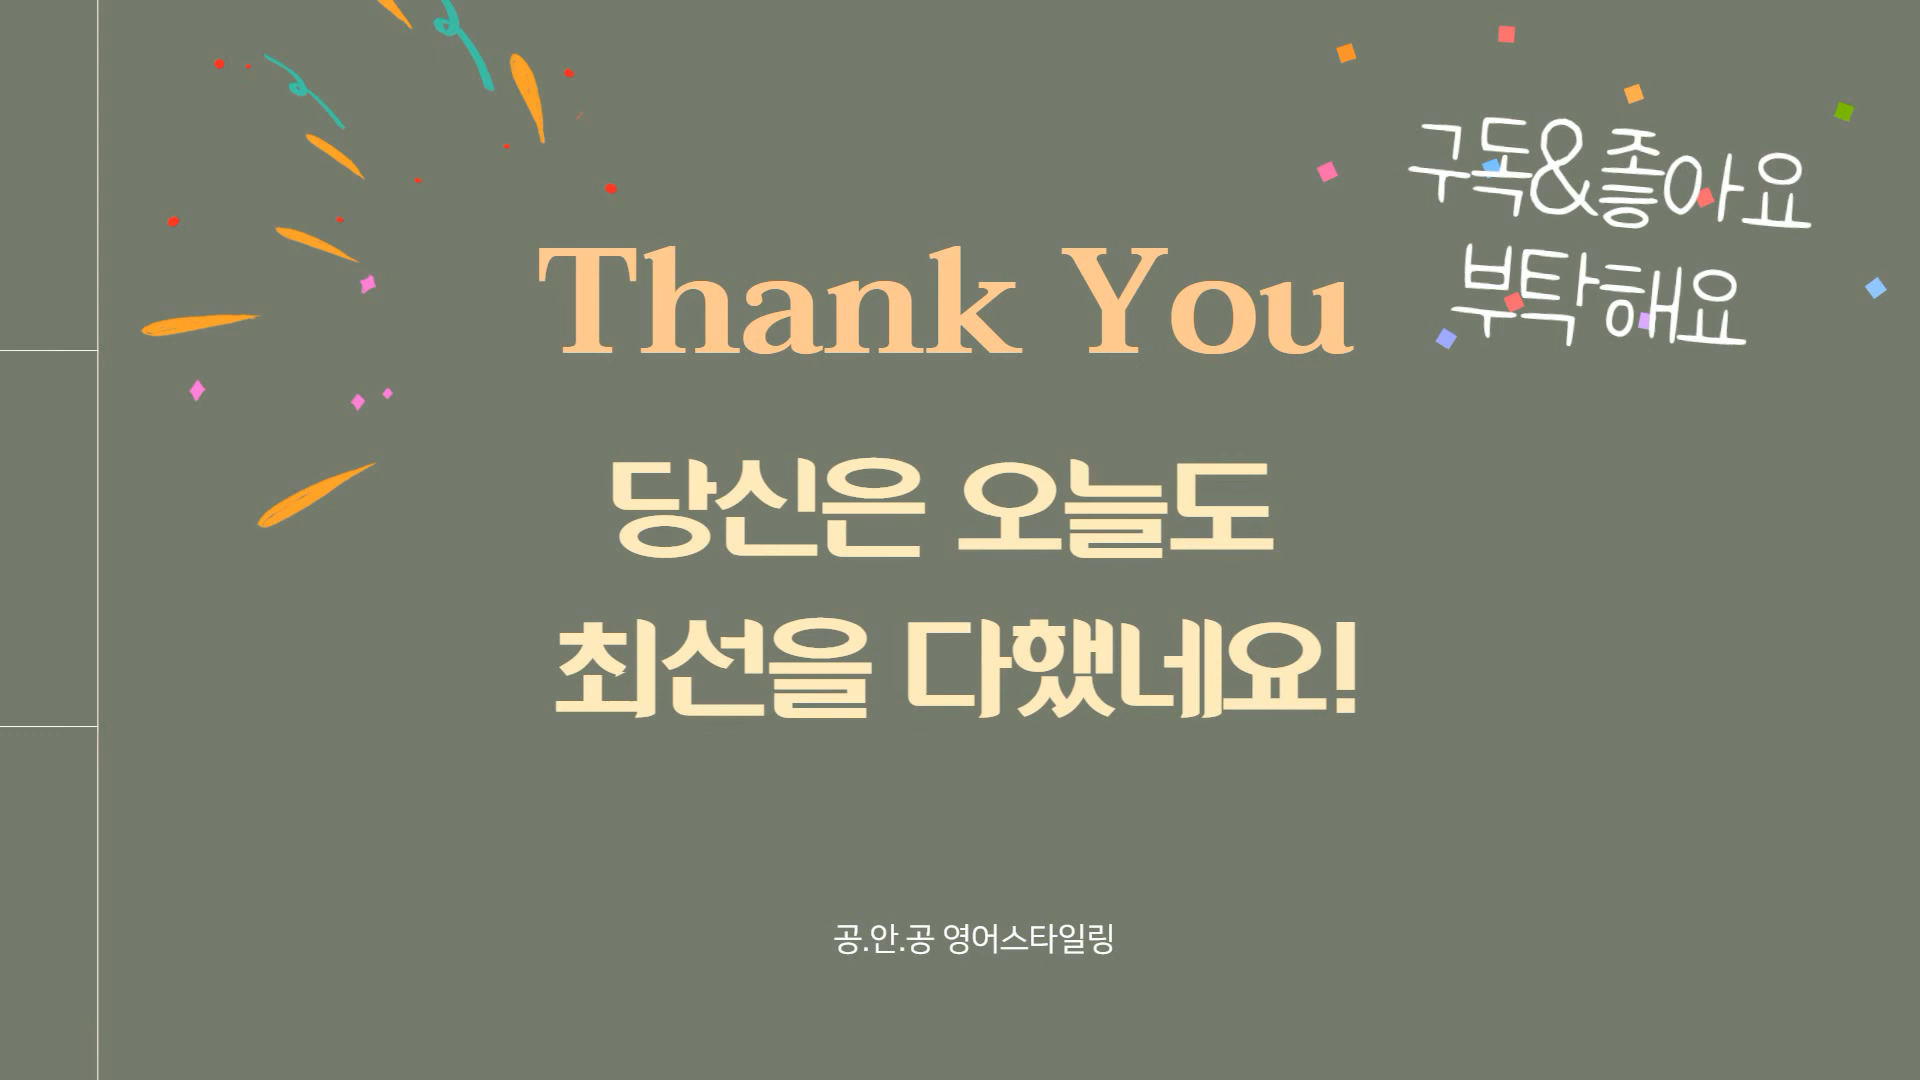 구독&좋아요
부탁해요
Thank You
당신은 오늘도
최선을 다했네요!
공.안.공 영어스타일링